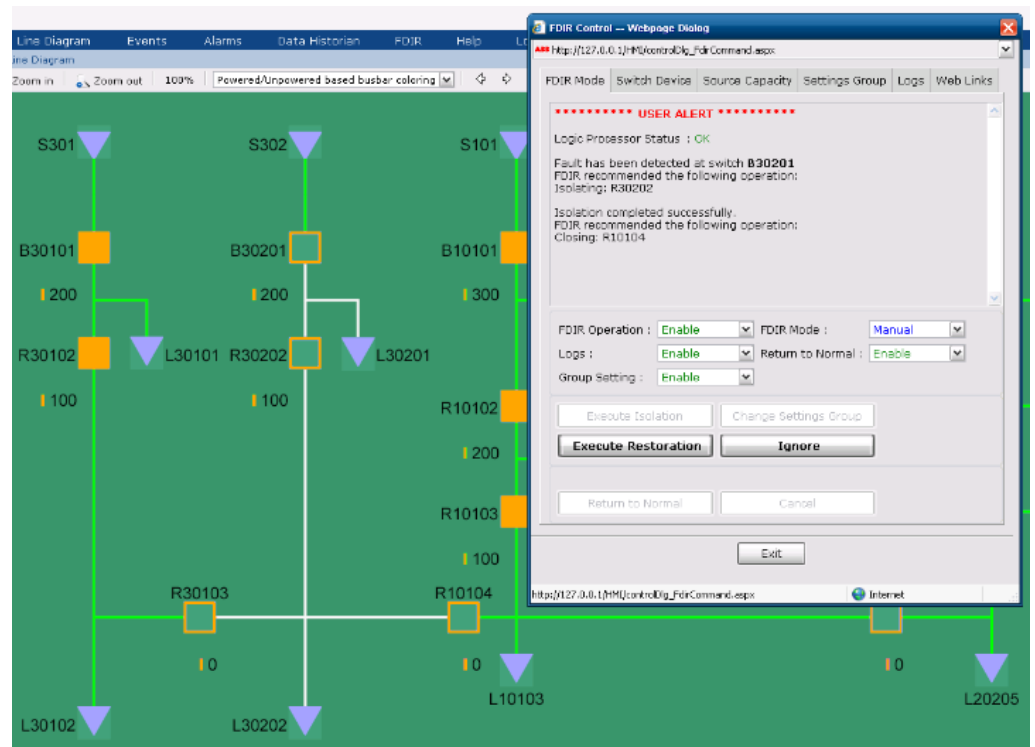 Line Diagram Events Alarms Data Historian FDIR Help
ine Diagram
Zoom in Zoom out 100% Powered/Unpowered based busbar coloring
S301
S302
S101
B30101
B30201
B10101
200
200
300
R30102
L30101
R30202
L30201
100
100
R10102
200
R10103
100
R30103
R10104
0
0
0
L10103
L20205
L30102
L30202
FDIR Control -- Webpage Dialog
ABB http://127.0.0.1/HMI/controlDlg_FdirCommand.aspx
FDIR Mode Switch Device Source Capacity Settings Group Logs Web Links
********** USER ALERT **********
Logic Processor Status : OK
Fault has been detected at switch B30201
FDIR recommended the following operation:
Isolating: R30202
Isolation completed successfully.
FDIR recommended the following operation:
Closing: R10104
FDIR Operation : Enable FDIR Mode : Manual
Logs : Enable Return to Normal : Enable
Group Setting : Enable
Execute Isolation Change Settings Group
Execute Restoration Ignore
Return to Normal Cancel
Exit
http://127.0.0.1/HMI/controlDlg_FdirCommand.aspx Internet